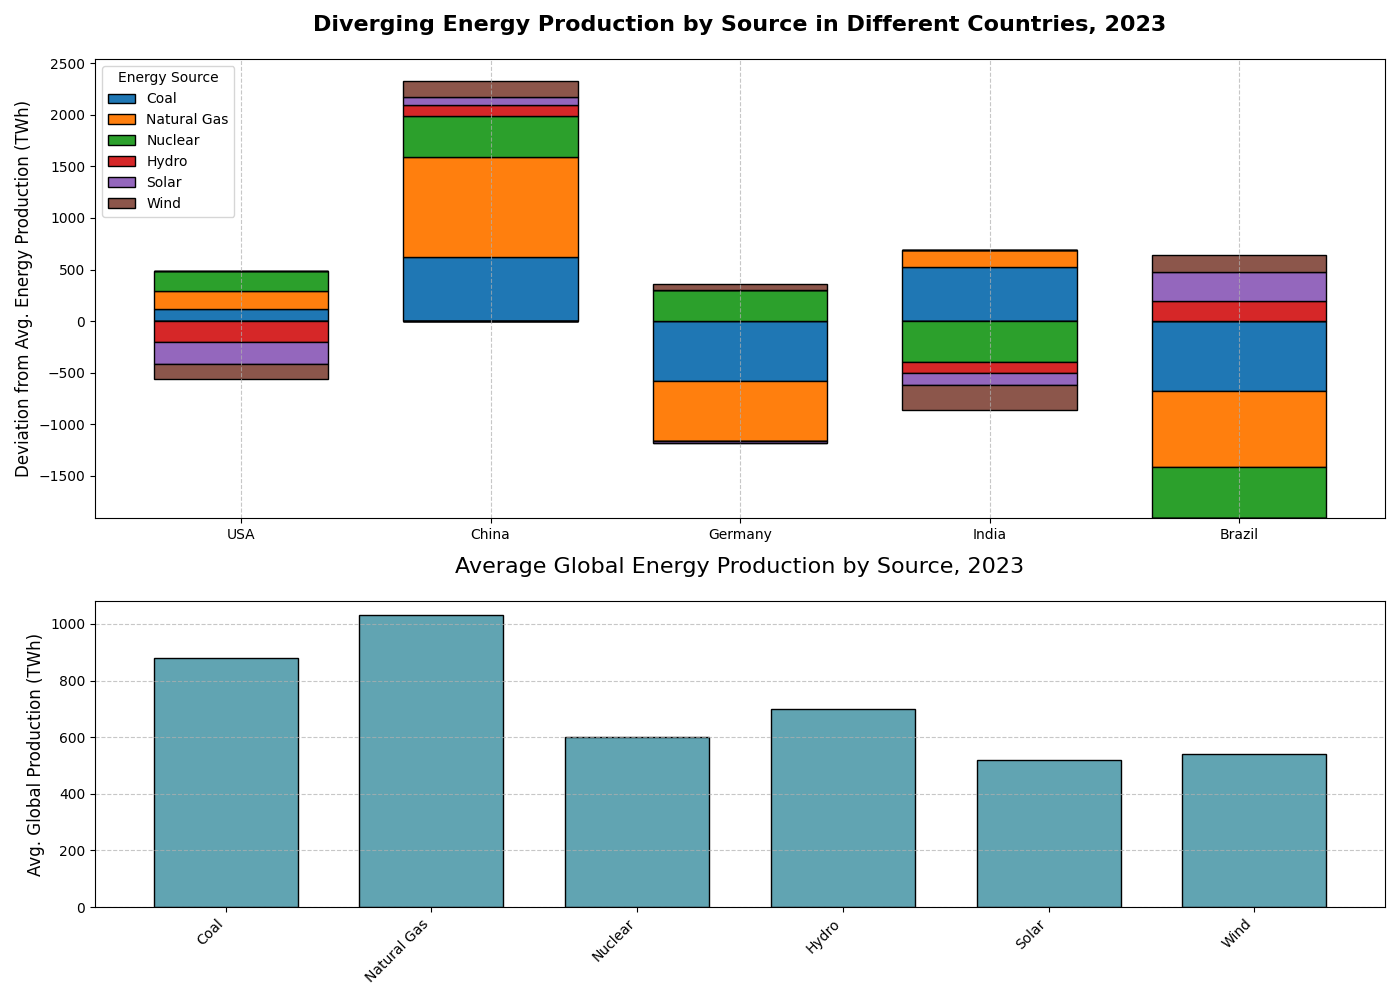 Diverging Energy Production by Source in Different Countries, 2023
Deviation from Avg. Energy Production (TWh)
2500
2000
1500
1000
500
0
−500
−1000
−1500
Energy Source
Coal
Natural Gas
Nuclear
Hydro
Solar
Wind
USA
China
Germany
India
Brazil
Average Global Energy Production by Source, 2023
Avg. Global Production (TWh)
1000
800
600
400
200
0
Coal
Natural Gas
Nuclear
Hydro
Solar
Wind